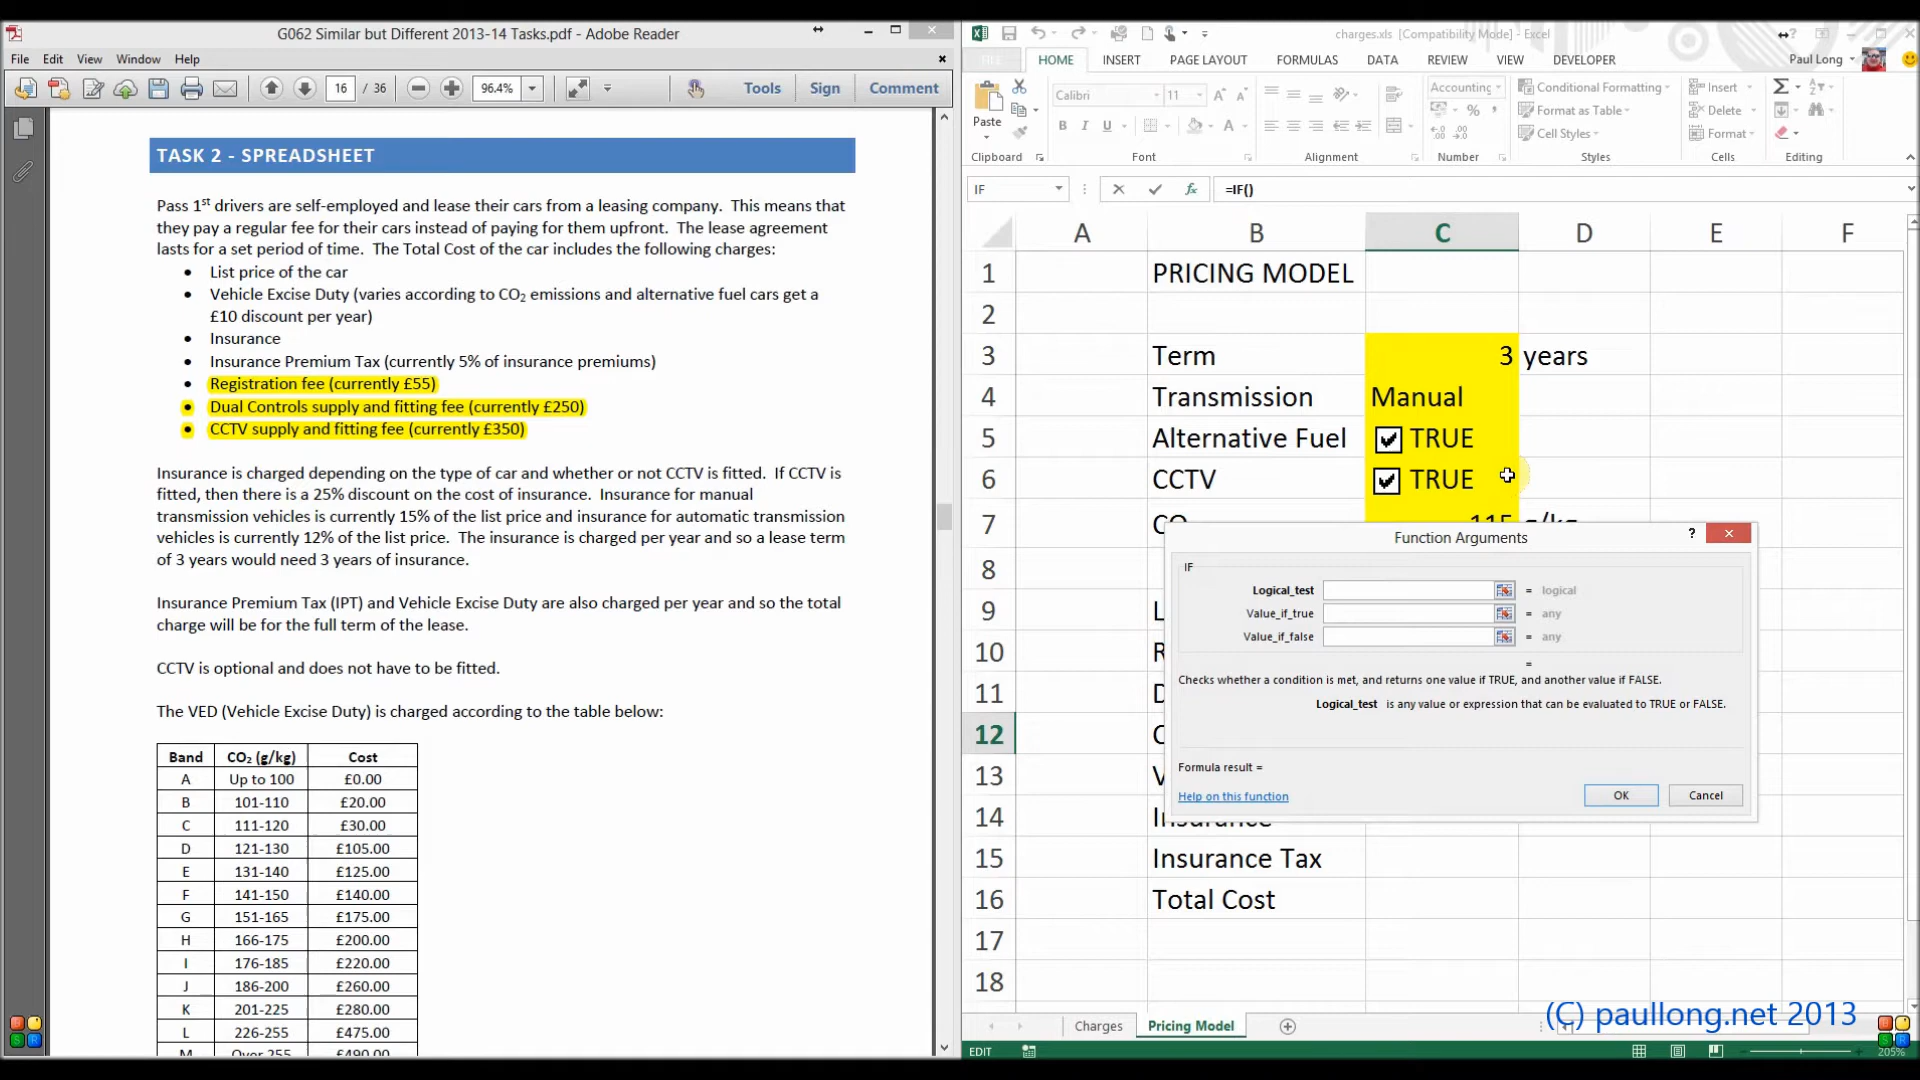 G062 Similar but Different 2013-14 Tasks.pdf - Adobe Reader
File Edit View Window Help
16 / 36 96.4% Tools Sign Comment
TASK 2 - SPREADSHEET
Pass 1st drivers are self-employed and lease their cars from a leasing company. This means that
they pay a regular fee for their cars instead of paying for them upfront. The lease agreement
lasts for a set period of time. The Total Cost of the car includes the following charges:
• List price of the car
• Vehicle Excise Duty (varies according to CO2 emissions and alternative fuel cars get a
£10 discount per year)
• Insurance
• Insurance Premium Tax (currently 5% of insurance premiums)
• Registration fee (currently £55)
• Dual Controls supply and fitting fee (currently £250)
• CCTV supply and fitting fee (currently £350)
Insurance is charged depending on the type of car and whether or not CCTV is fitted. If CCTV is
fitted, then there is a 25% discount on the cost of insurance. Insurance for manual
transmission vehicles is currently 15% of the list price and insurance for automatic transmission
vehicles is currently 12% of the list price. The insurance is charged per year and so a lease term
of 3 years would need 3 years of insurance.
Insurance Premium Tax (IPT) and Vehicle Excise Duty are also charged per year and so the total
charge will be for the full term of the lease.
CCTV is optional and does not have to be fitted.
The VED (Vehicle Excise Duty) is charged according to the table below:
Band CO2 (g/kg) Cost
A Up to 100 £0.00
B 101-110 £20.00
C 111-120 £30.00
D 121-130 £105.00
E 131-140 £125.00
F 141-150 £140.00
G 151-165 £175.00
H 166-175 £200.00
I 176-185 £220.00
J 186-200 £260.00
K 201-225 £280.00
L 226-255 £475.00
M Over 255 £490.00
charges.xls [Compatibility Mode] - Excel
HOME INSERT PAGE LAYOUT FORMULAS DATA REVIEW VIEW DEVELOPER Paul Long
Paste Calibri 11 Accounting Conditional Formatting Insert
B I U A % Format as Table Delete
Cell Styles Format
Clipboard Font Alignment Number Styles Cells Editing
IF fx =IF()
A B C D E F
1 PRICING MODEL
2
3 Term 3 years
4 Transmission Manual
5 Alternative Fuel TRUE
6 CCTV TRUE
7 CO 115 g/kg
8
9 L
10 R
11 D
12 C
13 V
14 Insurance
15 Insurance Tax
16 Total Cost
17
18
Function Arguments ?
IF
Logical_test = logical
Value_if_true = any
Value_if_false = any
=
Checks whether a condition is met, and returns one value if TRUE, and another value if FALSE.
Logical_test is any value or expression that can be evaluated to TRUE or FALSE.
Formula result =
Help on this function OK Cancel
(C) paullong.net 2013
Charges Pricing Model
EDIT 205%